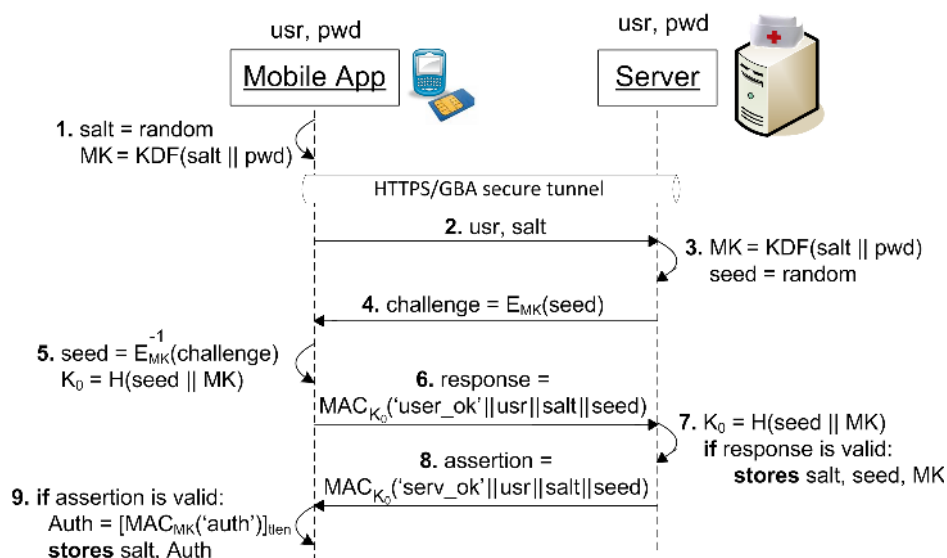 usr, pwd
usr, pwd
Mobile App
Server
1. salt = random
MK = KDF(salt || pwd)
HTTPS/GBA secure tunnel
2. usr, salt
3. MK = KDF(salt || pwd)
seed = random
4. challenge = E_MK(seed)
5. seed = E_MK^-1(challenge)
K_0 = H(seed || MK)
6. response =
MAC_K_0('user_ok'||usr||salt||seed)
7. K_0 = H(seed || MK)
if response is valid:
stores salt, seed, MK
8. assertion =
MAC_K_0('serv_ok'||usr||salt||seed)
9. if assertion is valid:
Auth = [MAC_MK('auth')]_tlen
stores salt, Auth